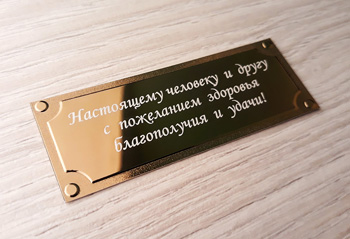 Настоящему человеку и другу
с пожеланием здоровья
благополучия и удачи!